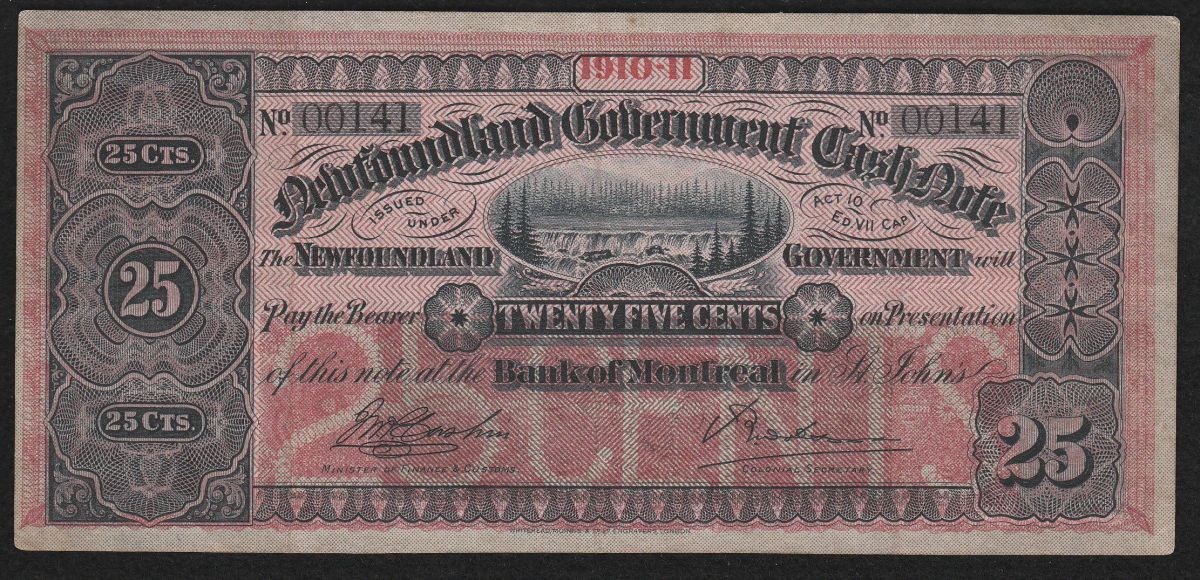 1910-11
No. 00141 No 00141
Newfoundland Government Cash Note
25 CTS.
ISSUED UNDER ACT 10 ED. VII CAP 1.
The NEWFOUNDLAND GOVERNMENT will
25
Pay the Bearer TWENTY FIVE CENTS on Presentation
of this note at the Bank of Montreal in St. John's
25 CTS.
25
MINISTER OF FINANCE & CUSTOMS. COLONIAL SECRETARY.